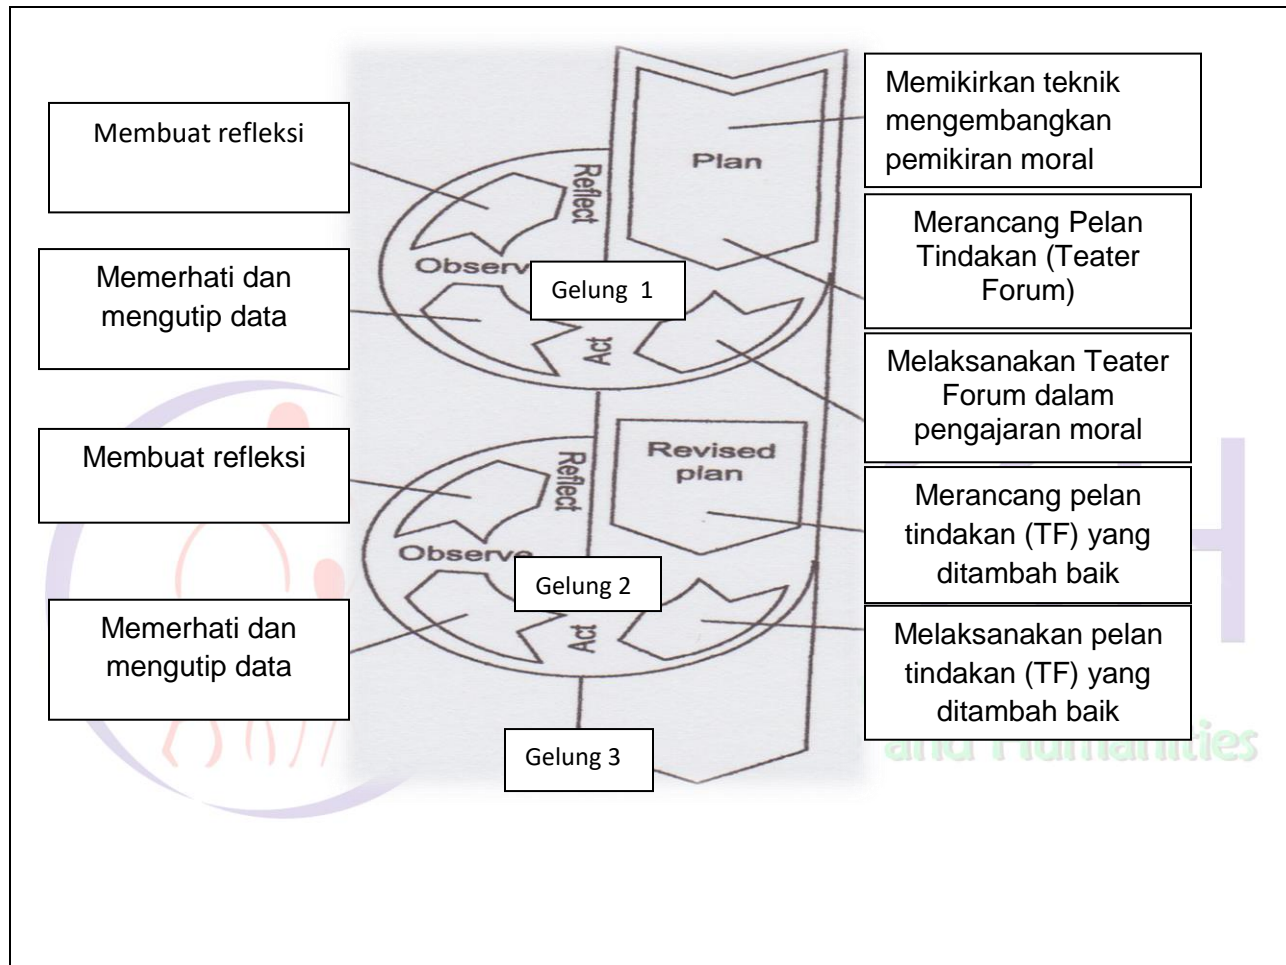 Memikirkan teknik
mengembangkan
pemikiran moral
Membuat refleksi
Plan
Reflect
Merancang Pelan
Tindakan (Teater
Forum)
Memerhati dan
mengutip data
Observe
Gelung 1
Act
Melaksanakan Teater
Forum dalam
pengajaran moral
Membuat refleksi
Revised
plan
Reflect
Merancang pelan
tindakan (TF) yang
ditambah baik
Observe
Gelung 2
Act
Memerhati dan
mengutip data
Melaksanakan pelan
tindakan (TF) yang
ditambah baik
Gelung 3
and Humanities